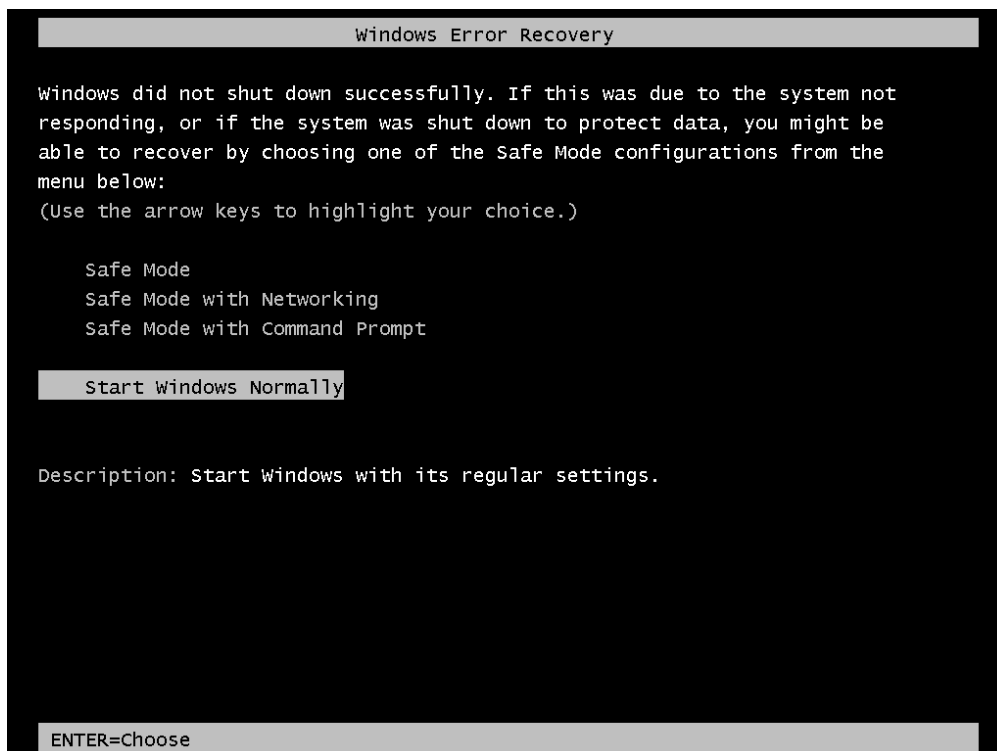 Windows Error Recovery
Windows did not shut down successfully. If this was due to the system not
responding, or if the system was shut down to protect data, you might be
able to recover by choosing one of the Safe Mode configurations from the
menu below:
(Use the arrow keys to highlight your choice.)
Safe Mode
Safe Mode with Networking
Safe Mode with Command Prompt
Start Windows Normally
Description: Start Windows with its regular settings.
ENTER=Choose